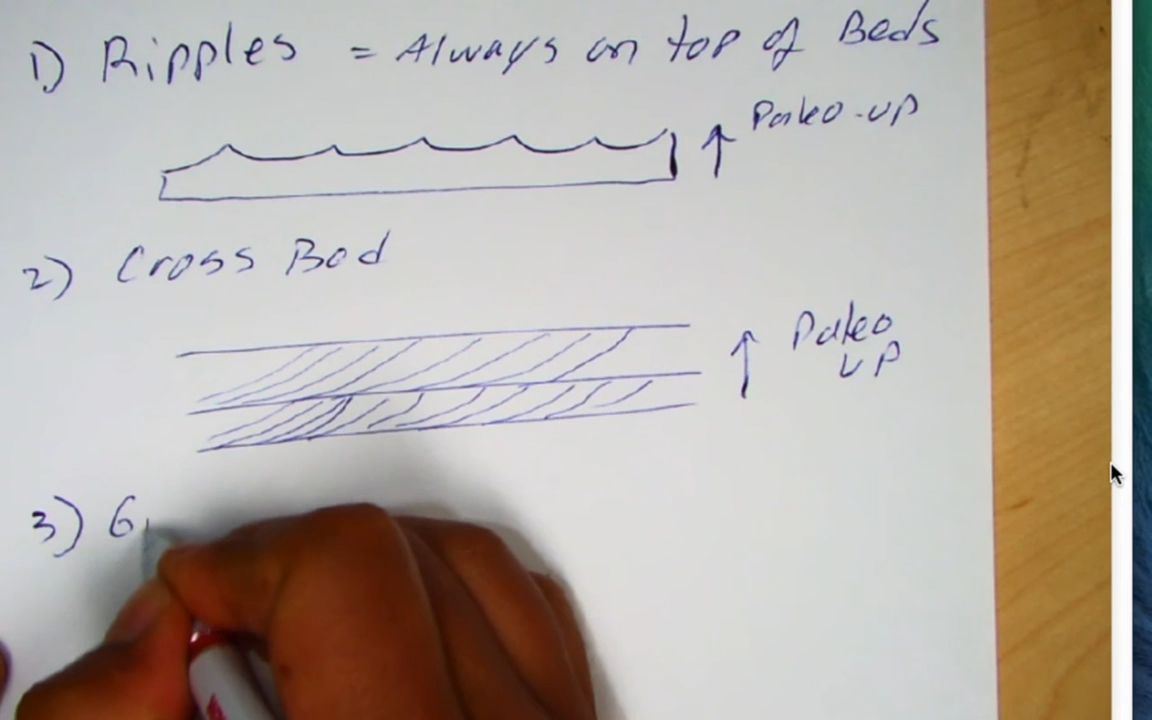 1) Ripples = Always on top of Beds
Paleo-up
2) Cross Bed
Paleo
UP
3) G